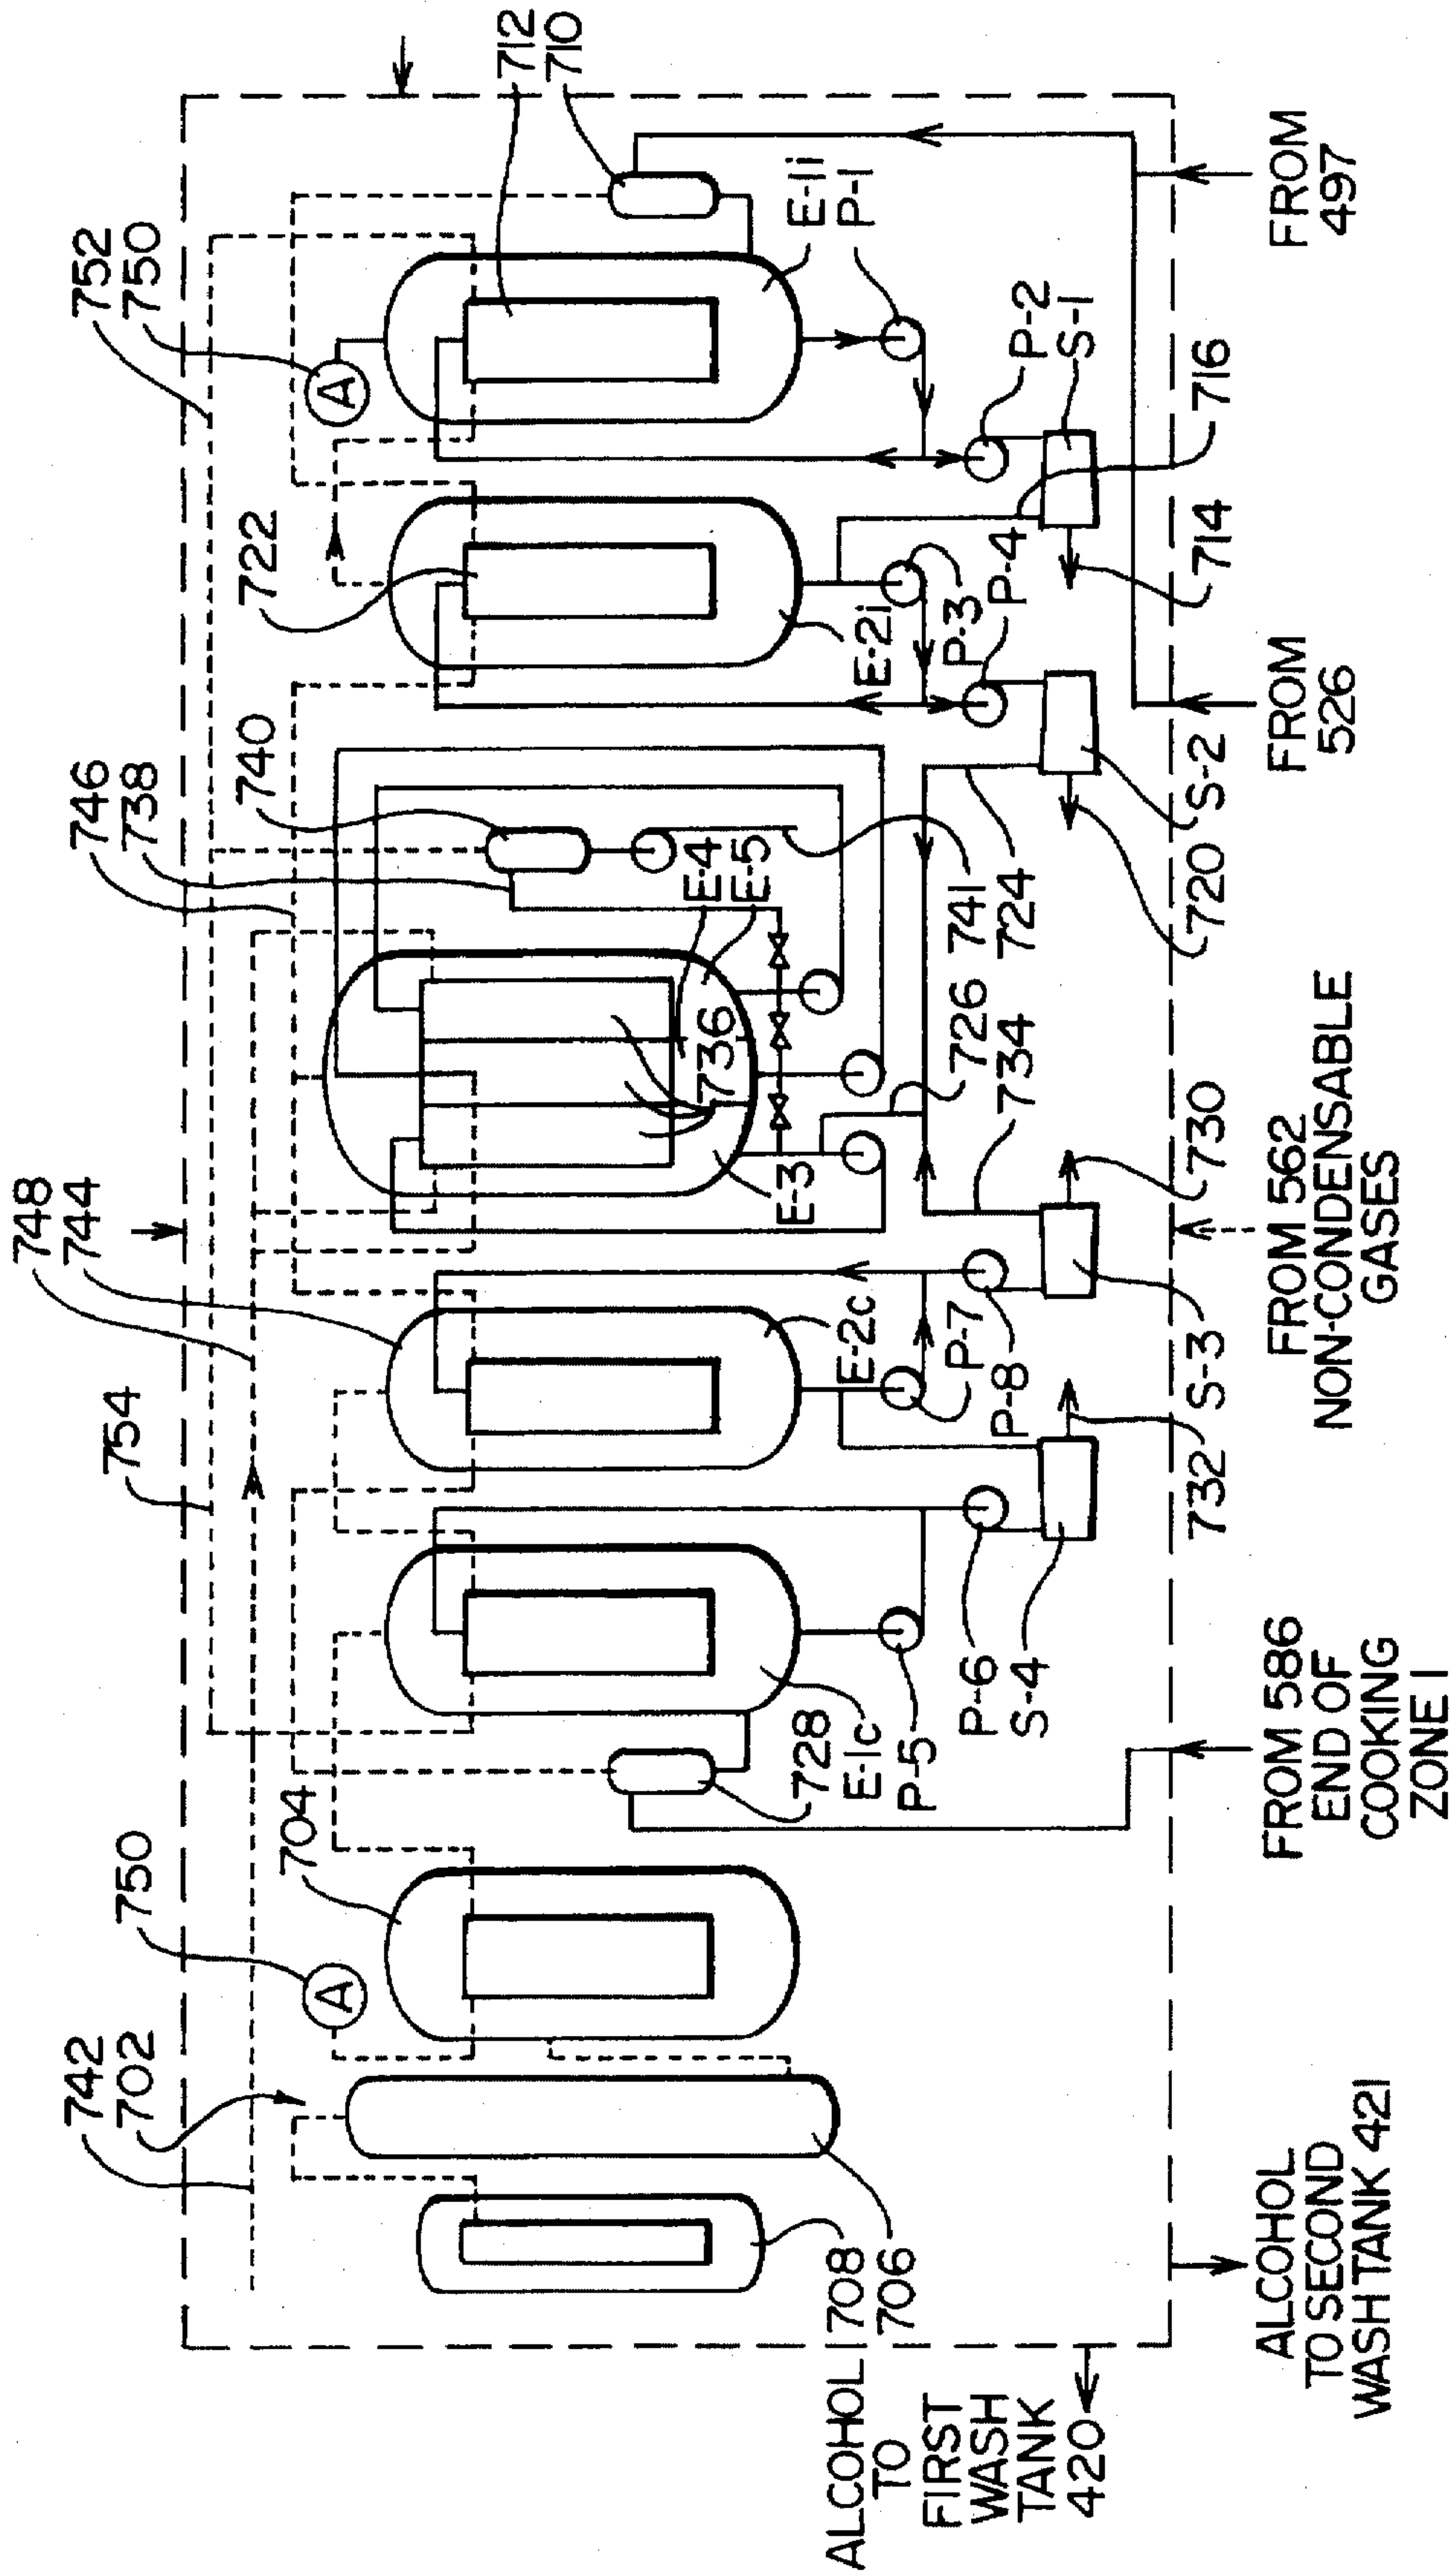 742
702
750
704
754
748
744
746
738
740
722
752
750
712
710
E-1i
P-1
P-2
S-1
716
714
E-2i
P-3
P-4
S-2
720
724
741
E-4
E-5
736
E-3
726
734
730
S-3
732
E-2c
P-7
P-8
728
E-1c
P-5
P-6
S-4
708
706
A
A
ALCOHOL
TO
FIRST
WASH
TANK
420
ALCOHOL
TO SECOND
WASH TANK 421
FROM 586
END OF
COOKING
ZONE 1
FROM 562
NON-CONDENSABLE
GASES
FROM
526
FROM
497